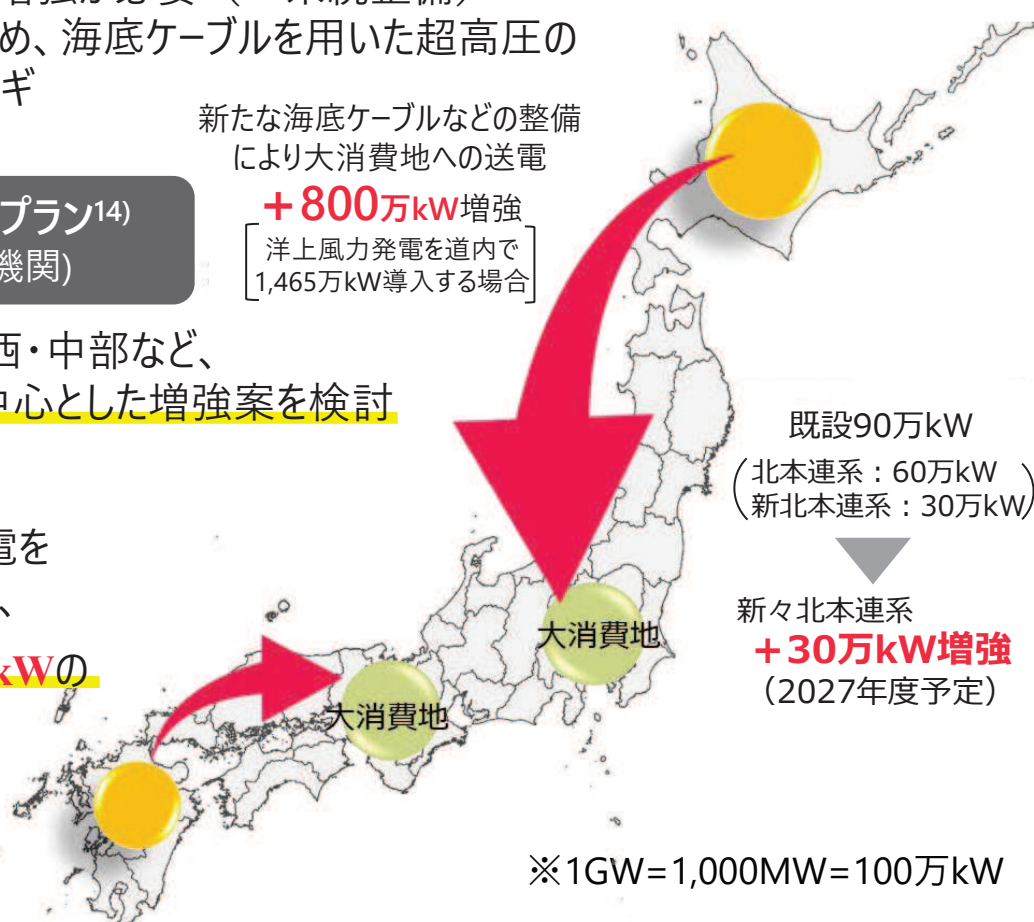 め、海底ケーブルを用いた超高圧の
ギ
新たな海底ケーブルなどの整備
により大消費地への送電
+800万kW増強
洋上風力発電を道内で
1,465万kW導入する場合
プラン14)
機関)
西・中部など、
中心とした増強案を検討
既設90万kW
(北本連系：60万kW
新北本連系：30万kW)
電を
、
新々北本連系
+30万kW増強
（2027年度予定）
kWの
大消費地
大消費地
※1GW=1,000MW=100万kW